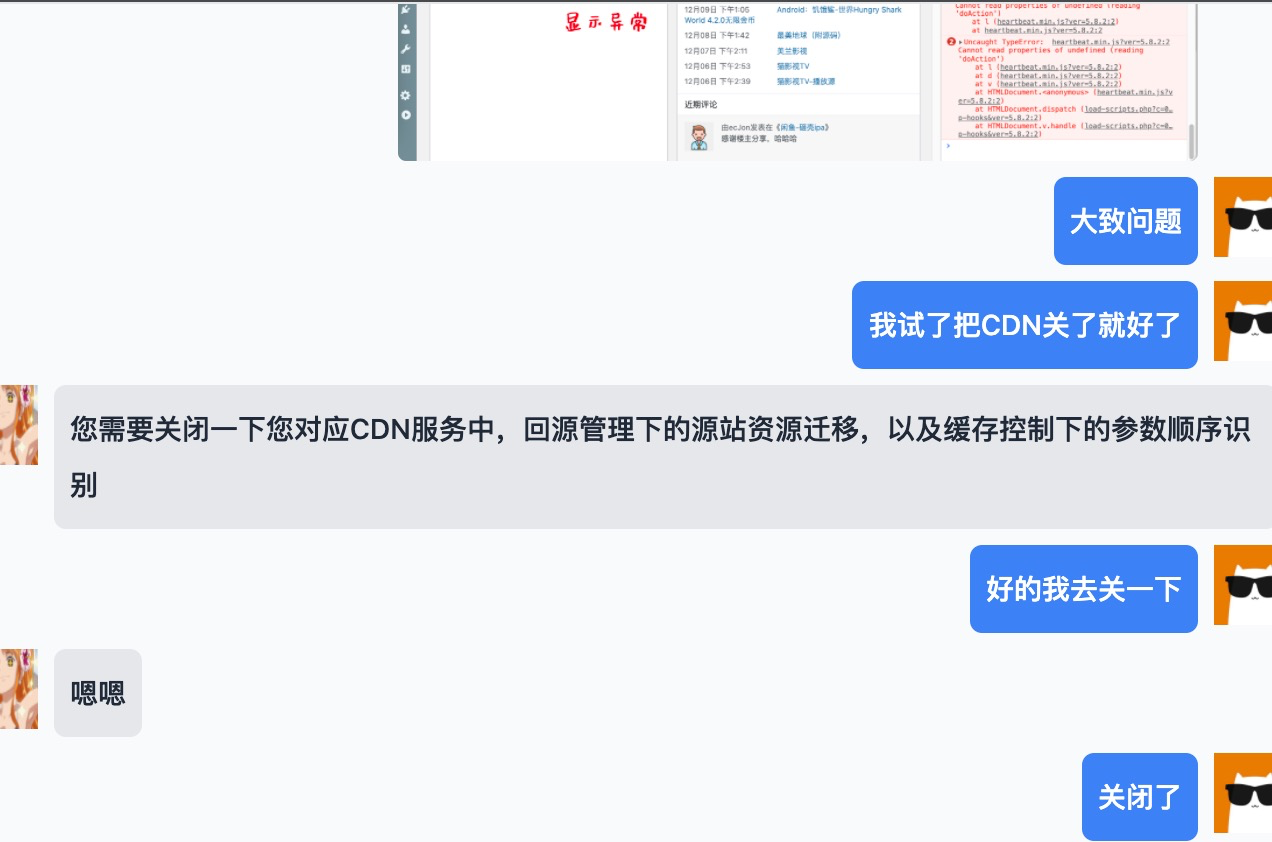 显示异常
12月09日 下午1:05
Android：饥饿鲨-世界Hungry Shark
World 4.2.0无限金币
12月08日 下午1:42
最美地球（附源码）
12月07日 下午2:11
美兰影视
12月06日 下午2:53
猫影视TV
12月06日 下午2:39
猫影视TV-播放源
近期评论
由ecJon发表在《闲鱼-砸壳ipa》
感谢楼主分享，哈哈哈
Cannot read properties of undefined (reading
'doAction')
at l (heartbeat.min.js?ver=5.8.2:2)
at heartbeat.min.js?ver=5.8.2:2
2 ▸Uncaught TypeError: heartbeat.min.js?ver=5.8.2:2
Cannot read properties of undefined (reading
'doAction')
at l (heartbeat.min.js?ver=5.8.2:2)
at d (heartbeat.min.js?ver=5.8.2:2)
at v (heartbeat.min.js?ver=5.8.2:2)
at HTMLDocument.<anonymous> (heartbeat.min.js?v
er=5.8.2:2)
at HTMLDocument.dispatch (load-scripts.php?c=0…
p-hooks&ver=5.8.2:2)
at HTMLDocument.v.handle (load-scripts.php?c=0…
p-hooks&ver=5.8.2:2)
大致问题
我试了把CDN关了就好了
您需要关闭一下您对应CDN服务中，回源管理下的源站资源迁移，以及缓存控制下的参数顺序识
别
好的我去关一下
嗯嗯
关闭了